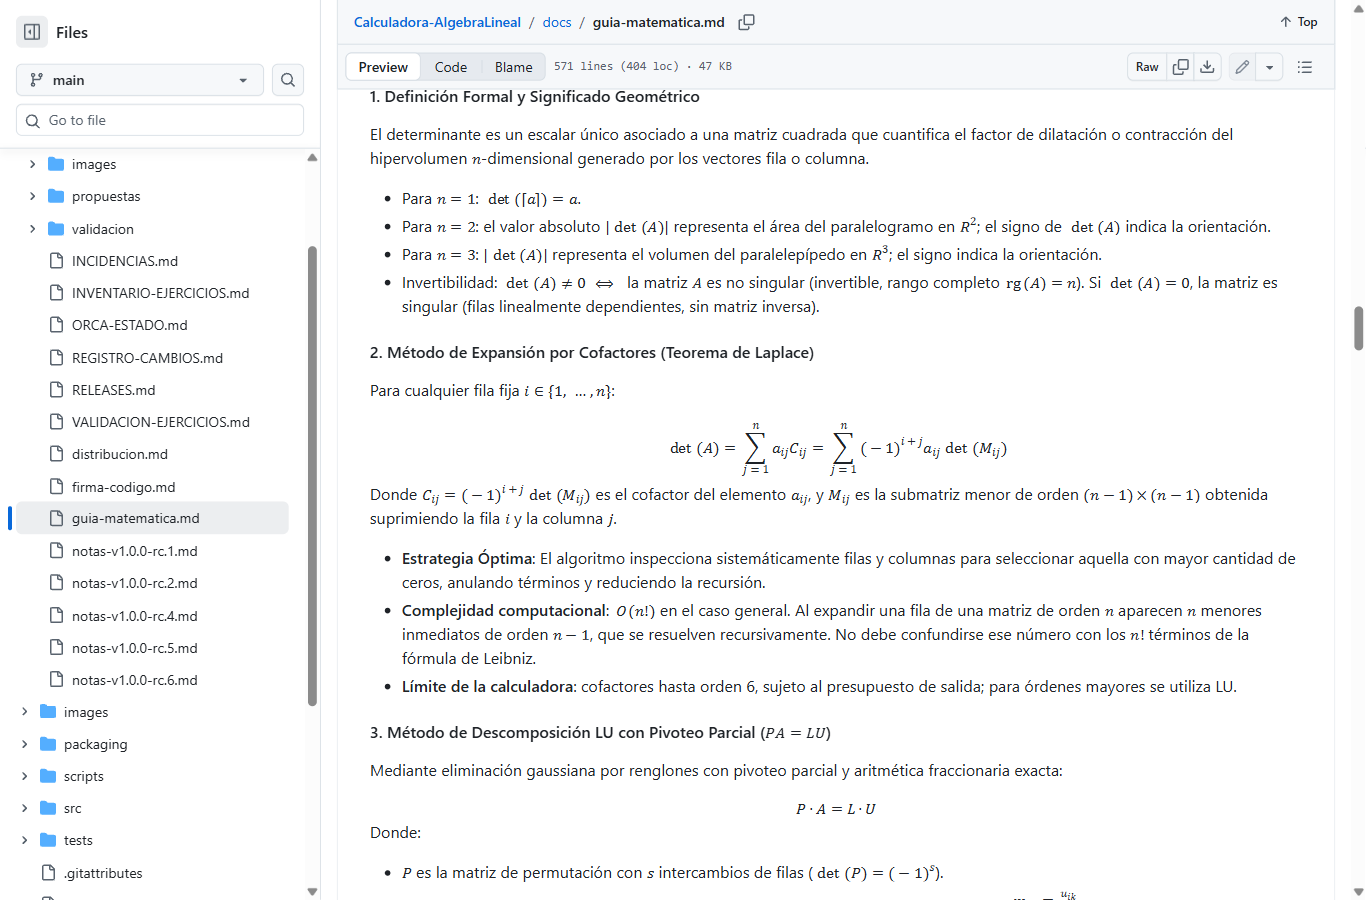 Files
main
Go to file
images
propuestas
validacion
INCIDENCIAS.md
INVENTARIO-EJERCICIOS.md
ORCA-ESTADO.md
REGISTRO-CAMBIOS.md
RELEASES.md
VALIDACION-EJERCICIOS.md
distribucion.md
firma-codigo.md
guia-matematica.md
notas-v1.0.0-rc.1.md
notas-v1.0.0-rc.2.md
notas-v1.0.0-rc.4.md
notas-v1.0.0-rc.5.md
notas-v1.0.0-rc.6.md
images
packaging
scripts
src
tests
.gitattributes
Calculadora-AlgebraLineal / docs / guia-matematica.md
Top
Preview Code Blame 571 lines (404 loc) · 47 KB
Raw
1. Definición Formal y Significado Geométrico
El determinante es un escalar único asociado a una matriz cuadrada que cuantifica el factor de dilatación o contracción del
hipervolumen n-dimensional generado por los vectores fila o columna.
• Para n = 1: det (⌈a⌉) = a.
• Para n = 2: el valor absoluto | det (A)| representa el área del paralelogramo en R²; el signo de det (A) indica la orientación.
• Para n = 3: | det (A)| representa el volumen del paralelepípedo en R³; el signo indica la orientación.
• Invertibilidad: det (A) ≠ 0 ⟺ la matriz A es no singular (invertible, rango completo rg(A) = n). Si det (A) = 0, la matriz es
singular (filas linealmente dependientes, sin matriz inversa).
2. Método de Expansión por Cofactores (Teorema de Laplace)
Para cualquier fila fija i ∈ {1, …, n}:
det (A) = ∑_{j=1}^{n} a_{ij}C_{ij} = ∑_{j=1}^{n} (−1)^{i+j} a_{ij} det (M_{ij})
Donde C_{ij} = (−1)^{i+j} det (M_{ij}) es el cofactor del elemento a_{ij}, y M_{ij} es la submatriz menor de orden (n − 1) × (n − 1) obtenida
suprimiendo la fila i y la columna j.
• Estrategia Óptima: El algoritmo inspecciona sistemáticamente filas y columnas para seleccionar aquella con mayor cantidad de
ceros, anulando términos y reduciendo la recursión.
• Complejidad computacional: O(n!) en el caso general. Al expandir una fila de una matriz de orden n aparecen n menores
inmediatos de orden n − 1, que se resuelven recursivamente. No debe confundirse ese número con los n! términos de la
fórmula de Leibniz.
• Límite de la calculadora: cofactores hasta orden 6, sujeto al presupuesto de salida; para órdenes mayores se utiliza LU.
3. Método de Descomposición LU con Pivoteo Parcial (PA = LU)
Mediante eliminación gaussiana por renglones con pivoteo parcial y aritmética fraccionaria exacta:
P · A = L · U
Donde:
• P es la matriz de permutación con s intercambios de filas ( det (P) = (−1)^s).